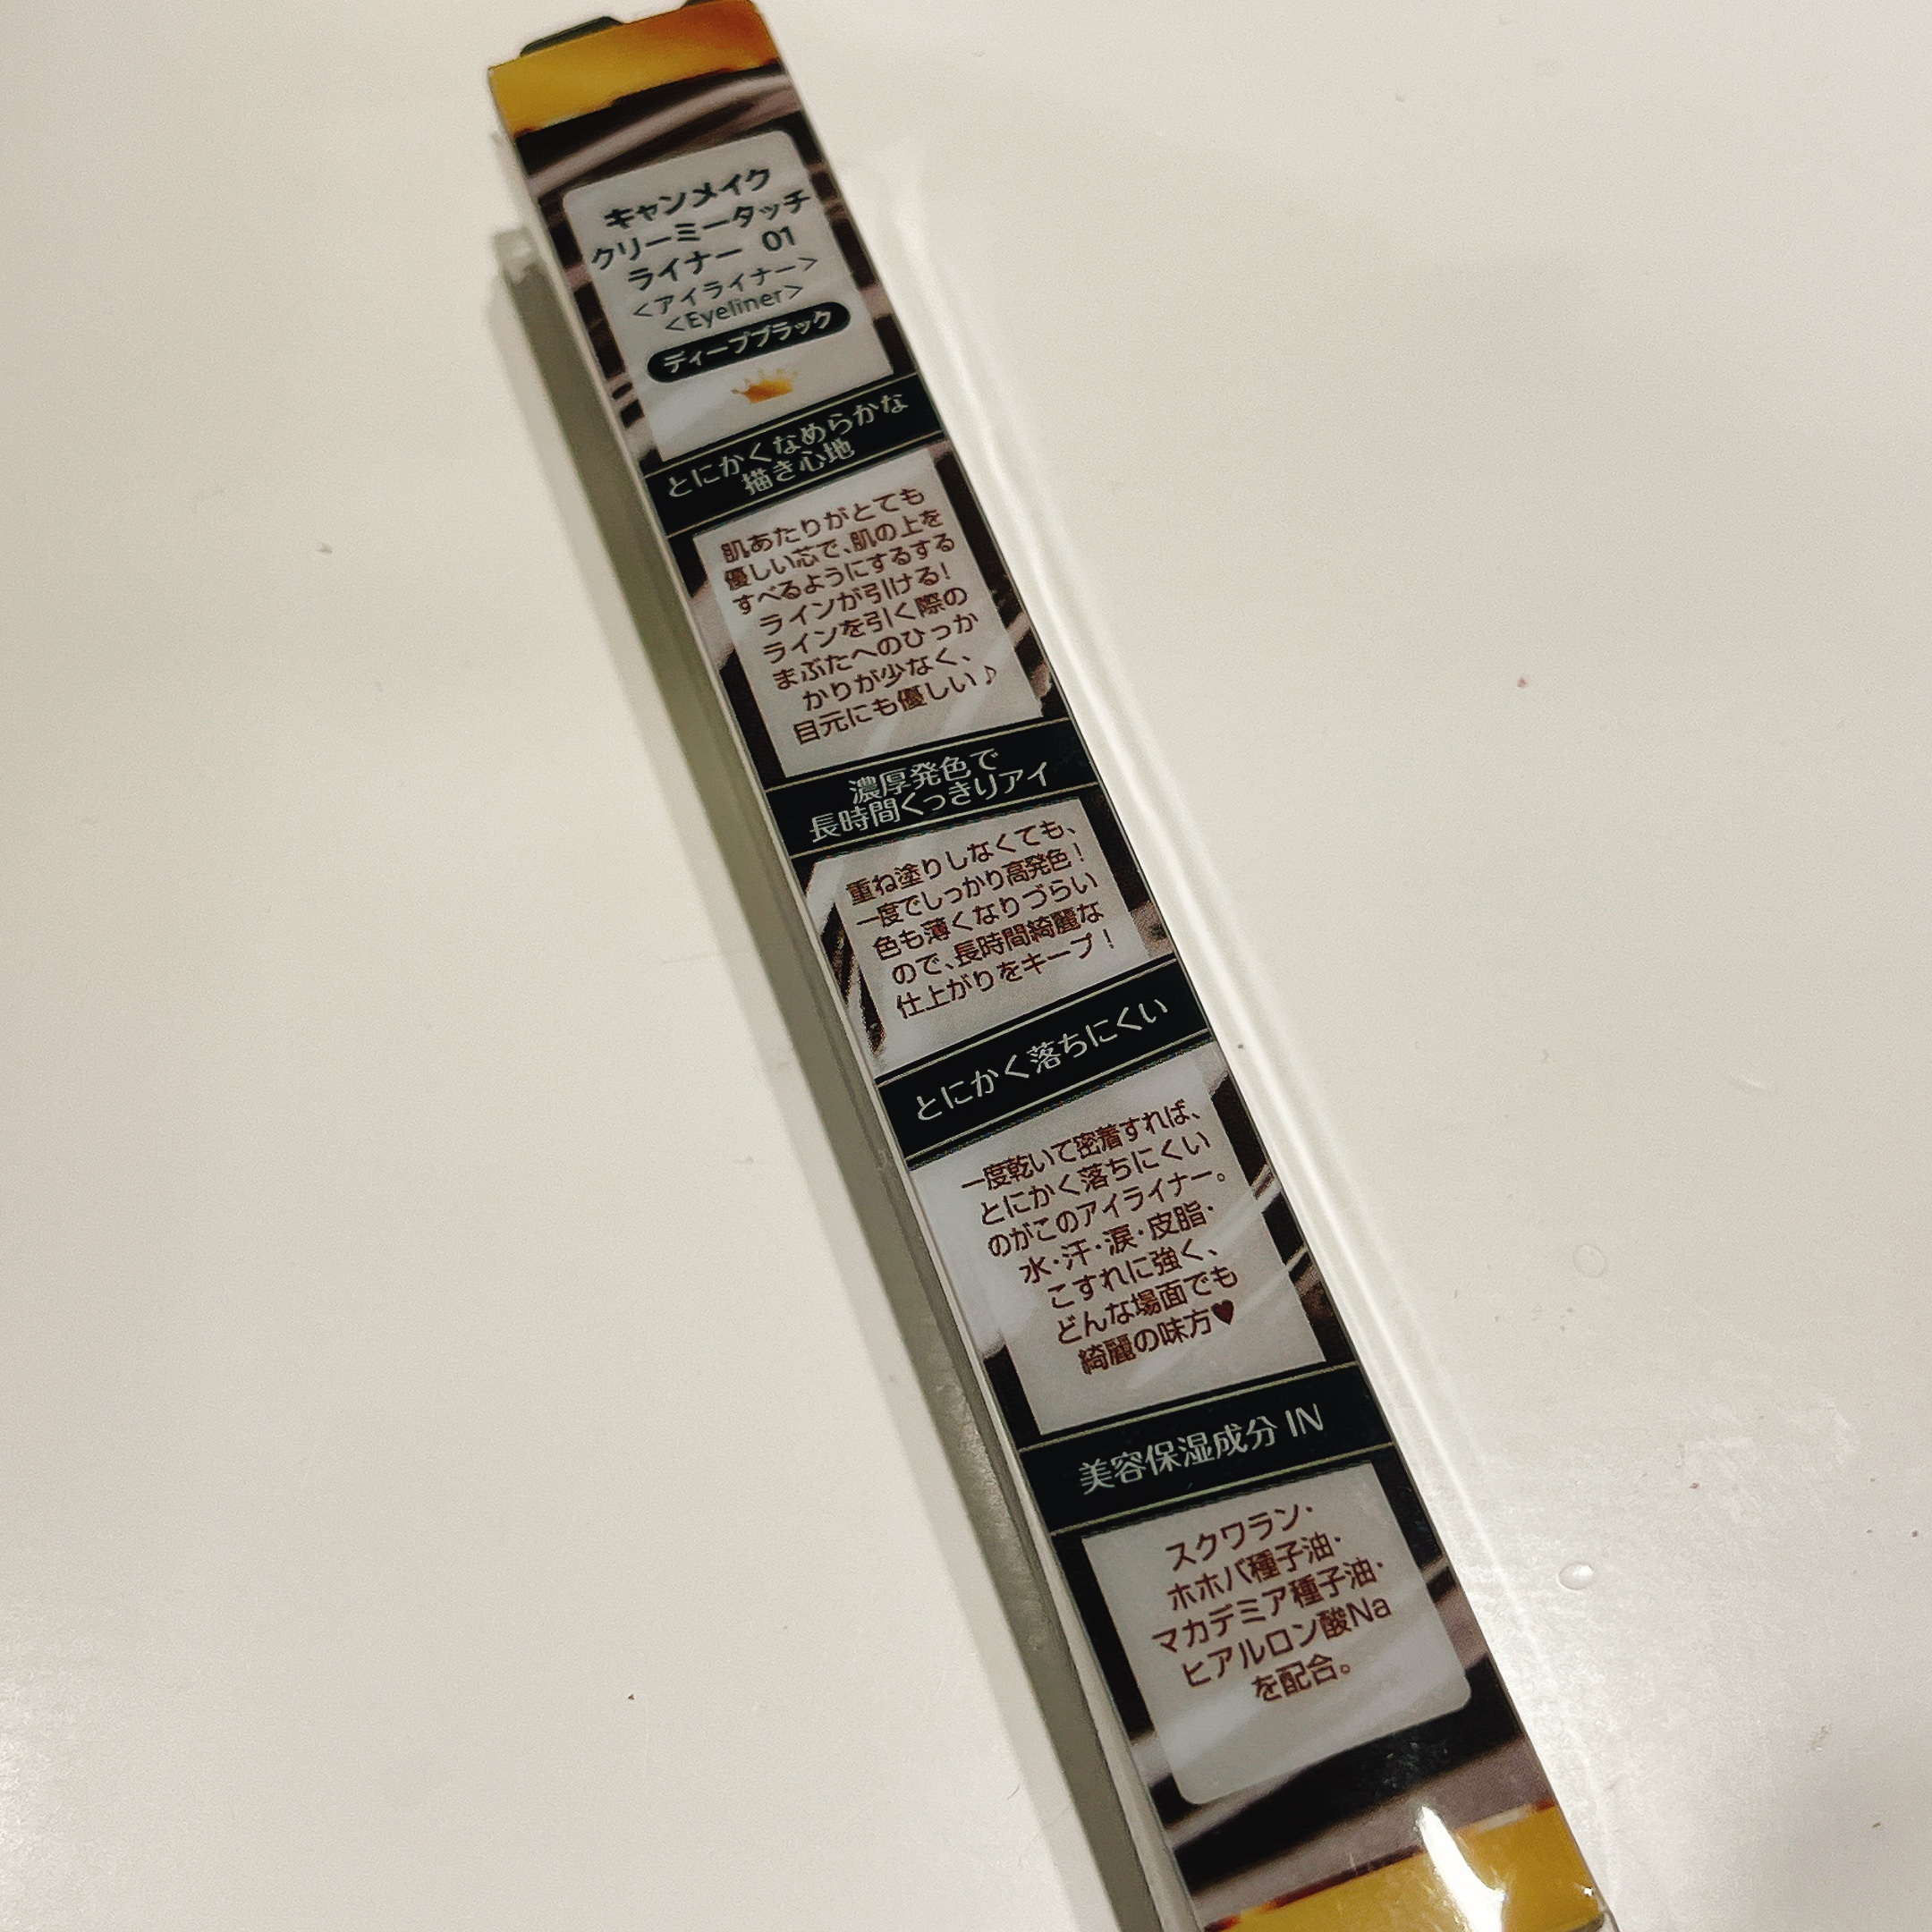 キャンメイク
クリーミータッチ
ライナー 01
<アイライナー>
<Eyeliner>
ディープブラック
とにかくなめらかな
描き心地
肌あたりがとても
優しい芯で、肌の上を
すべるようにするする
ラインが引ける!
ラインを引く際の
まぶたへのひっか
かりが少なく、
目元にも優しい♪
濃厚発色で
長時間くっきりアイ
重ね塗りしなくても、
一度でしっかり高発色!
色も薄くなりづらい
ので、長時間綺麗な
仕上がりをキープ!
とにかく落ちにくい
一度乾いて密着すれば、
とにかく落ちにくい
のがこのアイライナー。
水・汗・涙・皮脂・
こすれに強く、
どんな場面でも
綺麗の味方♥
美容保湿成分 IN
スクワラン・
ホホバ種子油・
マカデミア種子油・
ヒアルロン酸Na
を配合。